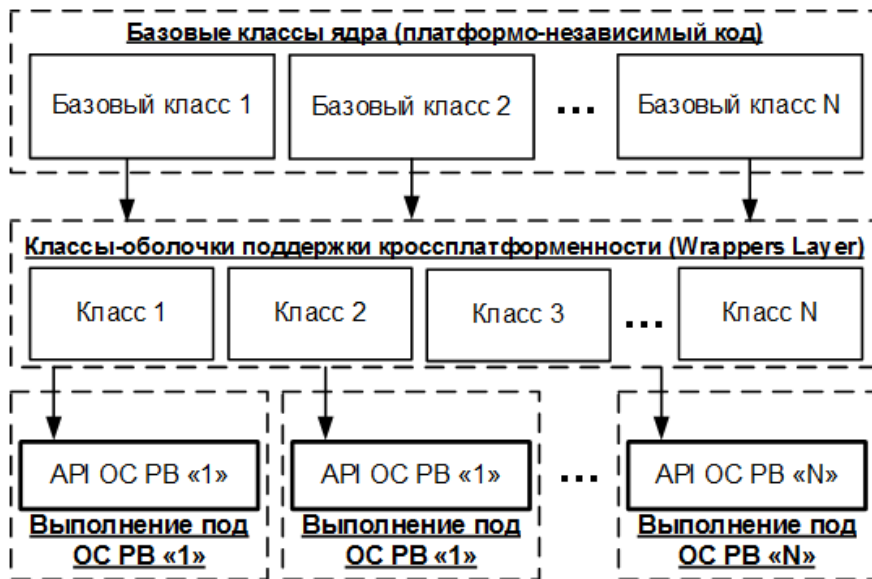 Базовые классы ядра (платформо-независимый код)
Базовый класс 1
Базовый класс 2
...
Базовый класс N
Классы-оболочки поддержки кроссплатформенности (Wrappers Layer)
Класс 1
Класс 2
Класс 3
...
Класс N
API ОС РВ «1»
API ОС РВ «1»
...
API ОС РВ «N»
Выполнение под
ОС РВ «1»
Выполнение под
ОС РВ «1»
Выполнение под
ОС РВ «N»